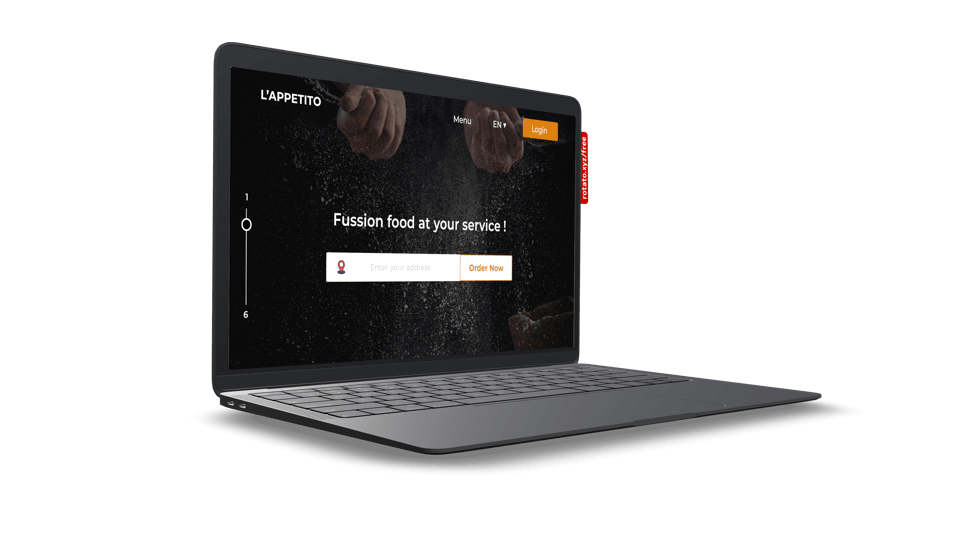 L'APPETITO
Menu
EN ▾
Login
rotato.xyz/free
1
6
Fussion food at your service !
Enter your address
Order Now